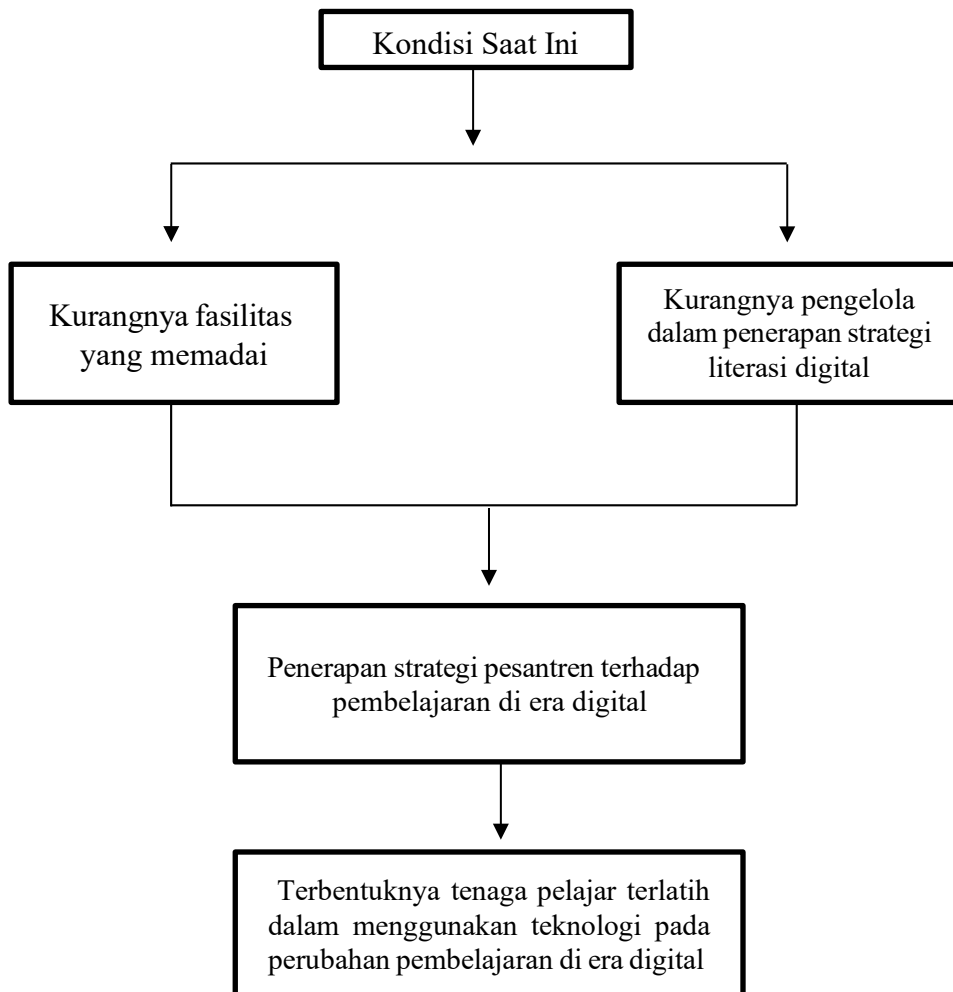 Kondisi Saat Ini
Kurangnya fasilitas
yang memadai
Kurangnya pengelola
dalam penerapan strategi
literasi digital
Penerapan strategi pesantren terhadap
pembelajaran di era digital
Terbentuknya tenaga pelajar terlatih
dalam menggunakan teknologi pada
perubahan pembelajaran di era digital